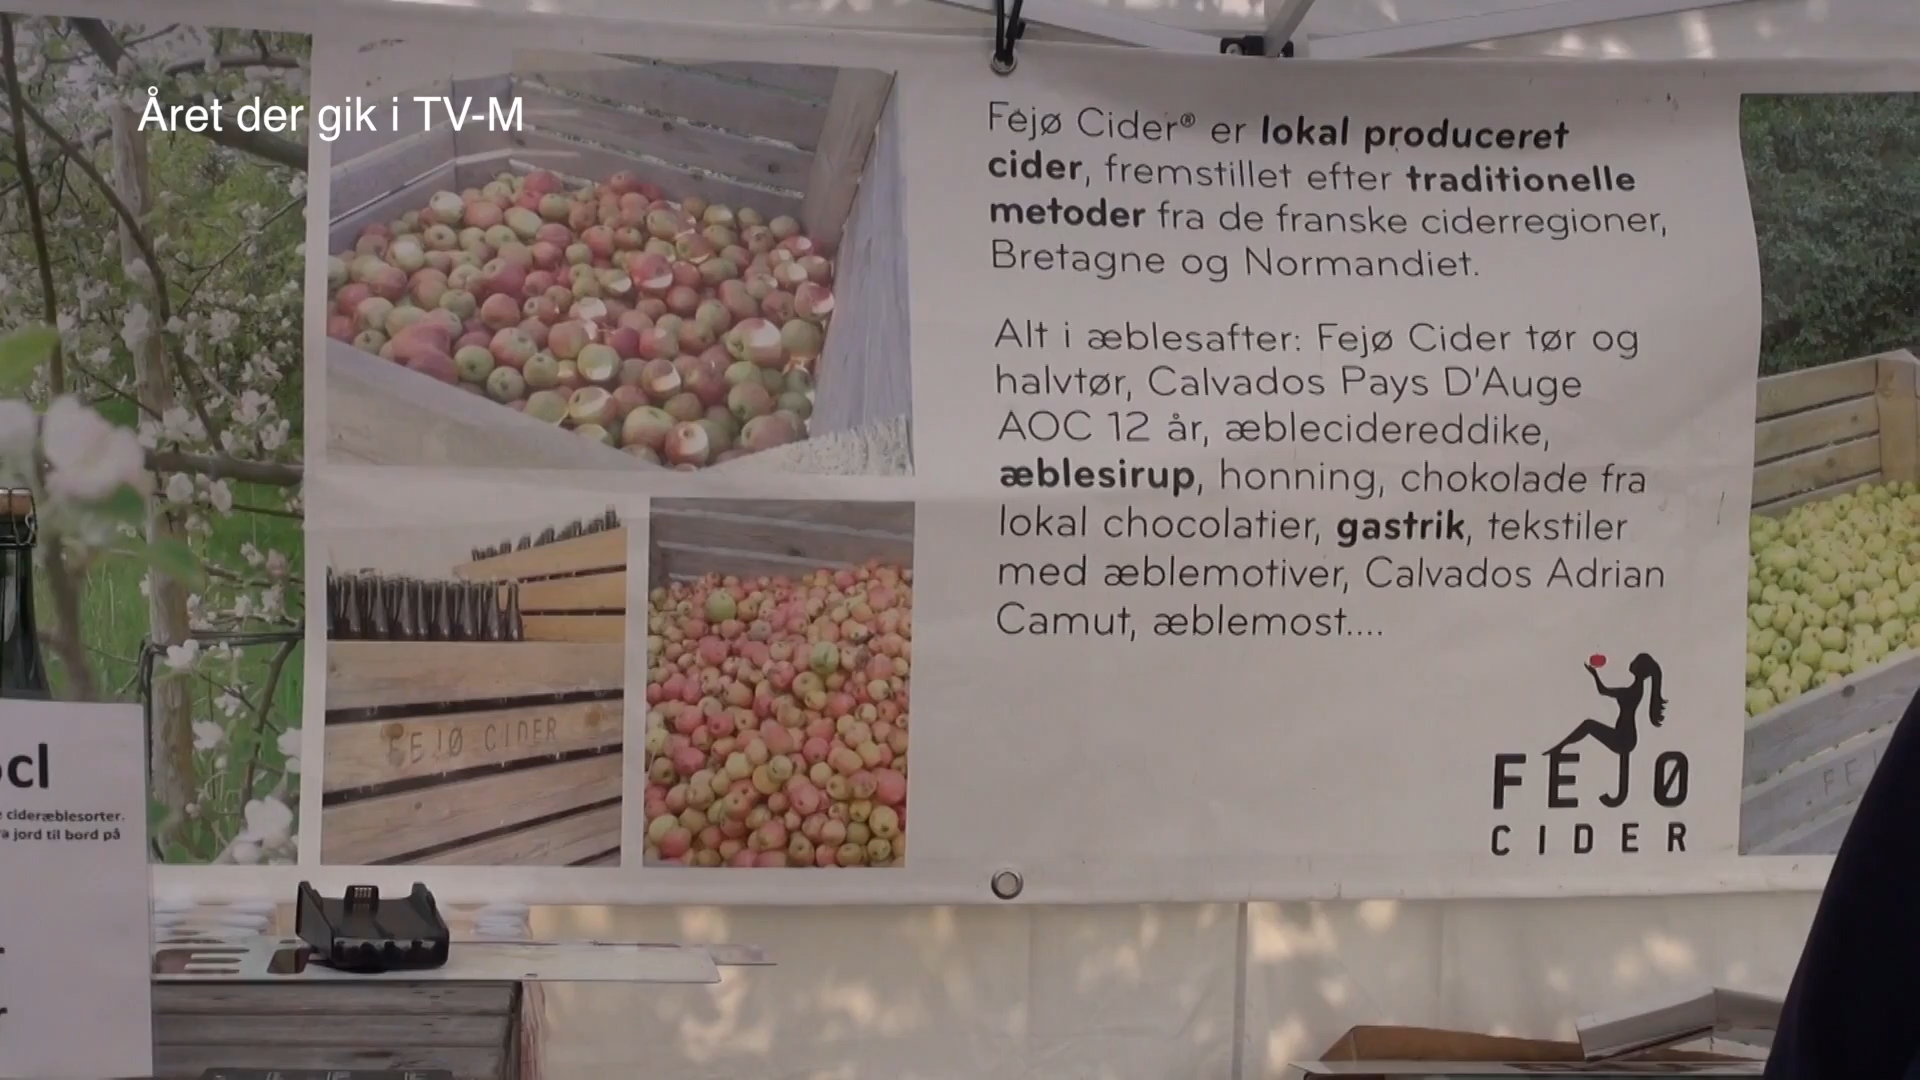 Året der gik i TV-M
Fejø Cider® er lokal produceret
cider, fremstillet efter traditionelle
metoder fra de franske ciderregioner,
Bretagne og Normandiet.
Alt i æblesafter: Fejø Cider tør og
halvtør, Calvados Pays D'Auge
AOC 12 år, æblecidereddike,
æblesirup, honning, chokolade fra
lokal chocolatier, gastrik, tekstiler
med æblemotiver, Calvados Adrian
Camut, æblemost....
FEJØ
CIDER
FEJØ CIDER
cl
cideræblesorter.
a jord til bord på